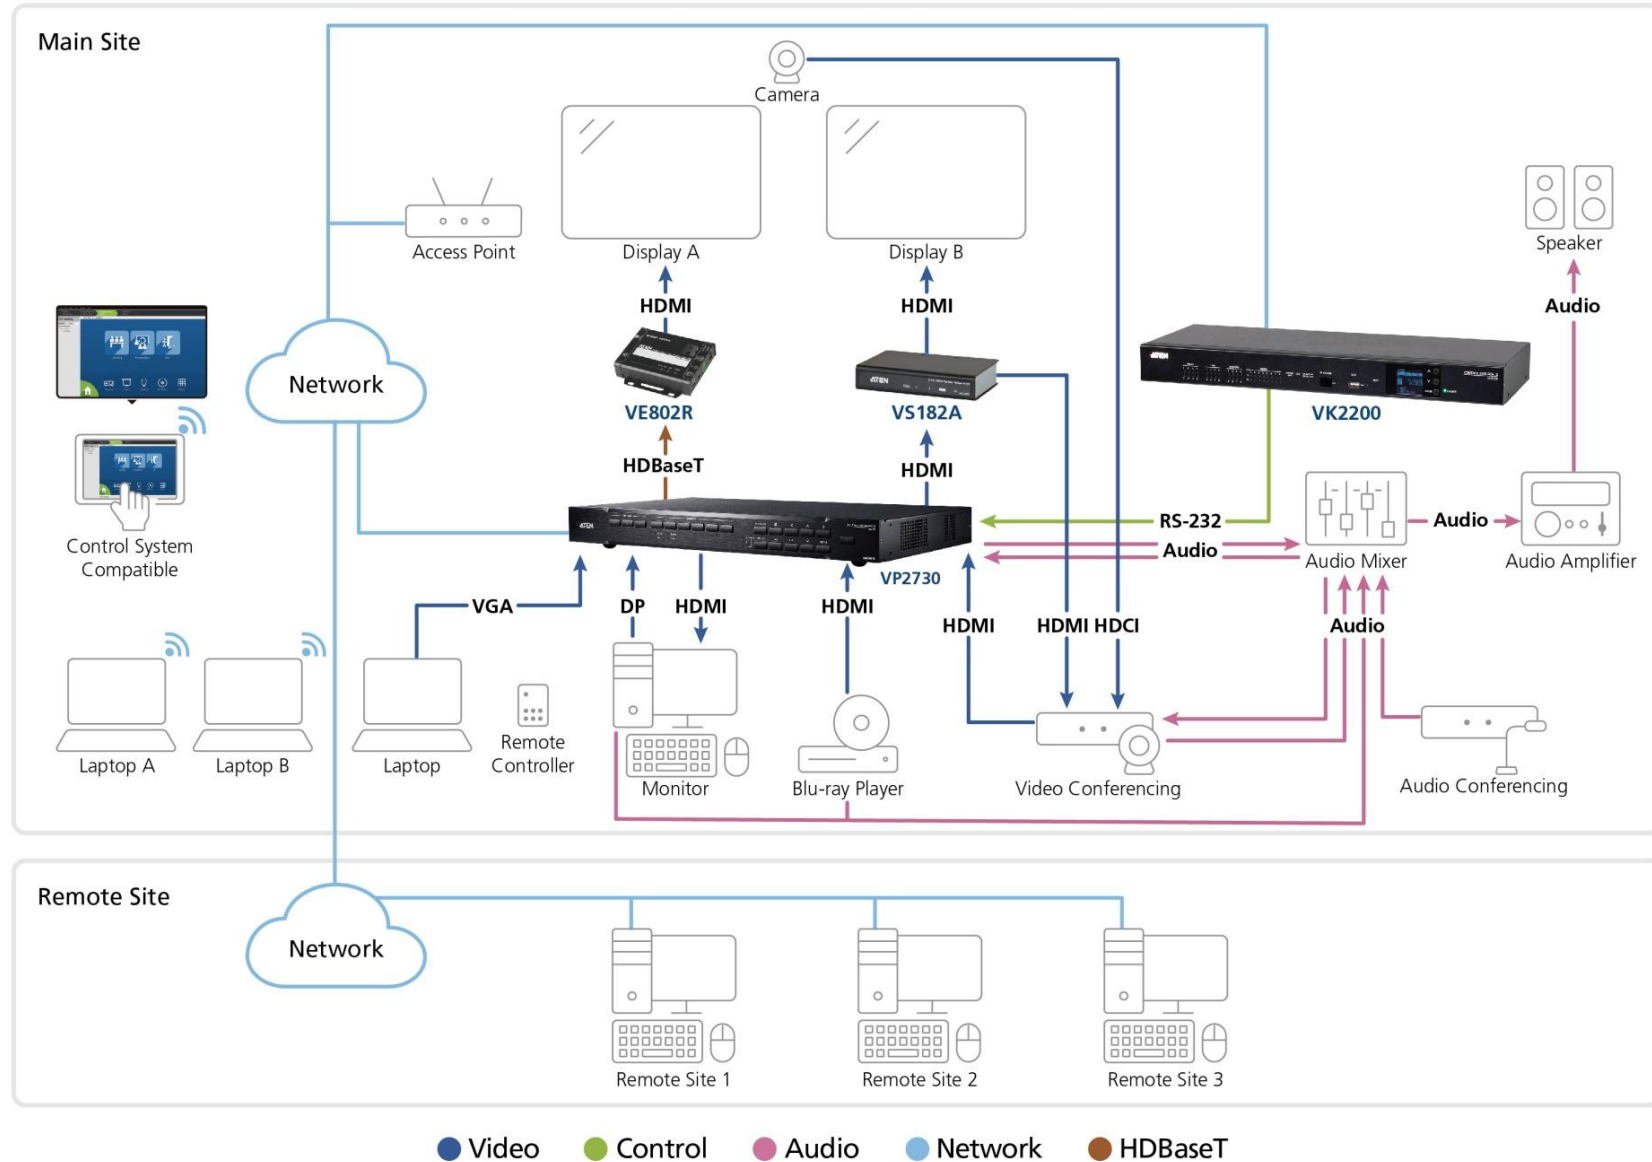 Main Site
Camera
Access Point
Display A
Display B
Speaker
HDMI
HDMI
Audio
Network
ATEN
ATEN
VE802R
VS182A
VK2200
HDBaseT
HDMI
Control System
Compatible
ATEN
RS-232
Audio
Audio
Audio Mixer
Audio Amplifier
VP2730
VGA
DP
HDMI
HDMI
HDMI
HDMI
HDCI
Audio
Laptop A
Laptop B
Laptop
Remote
Controller
Monitor
Blu-ray Player
Video Conferencing
Audio Conferencing
Remote Site
Network
Remote Site 1
Remote Site 2
Remote Site 3
Video
Control
Audio
Network
HDBaseT